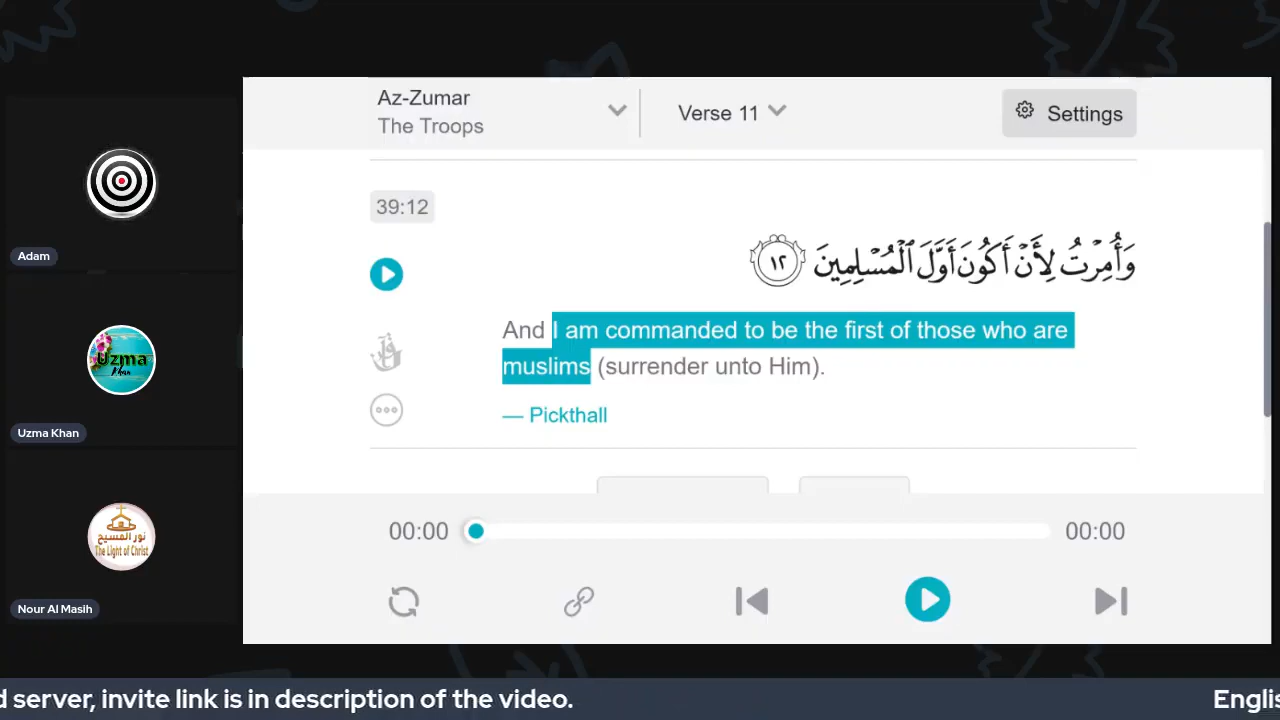 Az-Zumar
The Troops
Verse 11
Settings
39:12
وَأُمِرْتُ لِأَنْ أَكُونَ أَوَّلَ ٱلْمُسْلِمِينَ ١٢
And I am commanded to be the first of those who are
muslims (surrender unto Him).
— Pickthall
00:00
00:00
Adam
Uzma
Khan
Uzma Khan
نور المسيح
The Light of Christ
Nour Al Masih
d server, invite link is in description of the video.
Englis